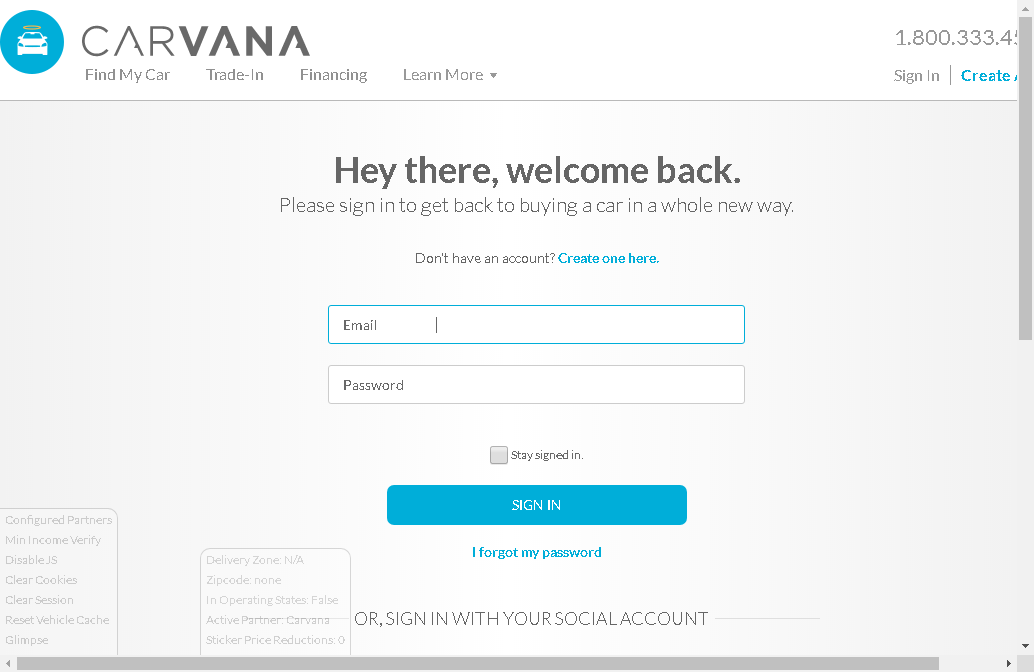 CARVANA
1.800.333.45
Find My Car Trade-In Financing Learn More
Sign In Create
Hey there, welcome back.
Please sign in to get back to buying a car in a whole new way.
Don't have an account? Create one here.
Email
Password
Stay signed in.
SIGN IN
I forgot my password
OR, SIGN IN WITH YOUR SOCIAL ACCOUNT
Configured Partners
Min Income Verify
Disable JS
Clear Cookies
Clear Session
Reset Vehicle Cache
Glimpse
Delivery Zone: N/A
Zipcode: none
In Operating States: False
Active Partner: Carvana
Sticker Price Reductions: 0